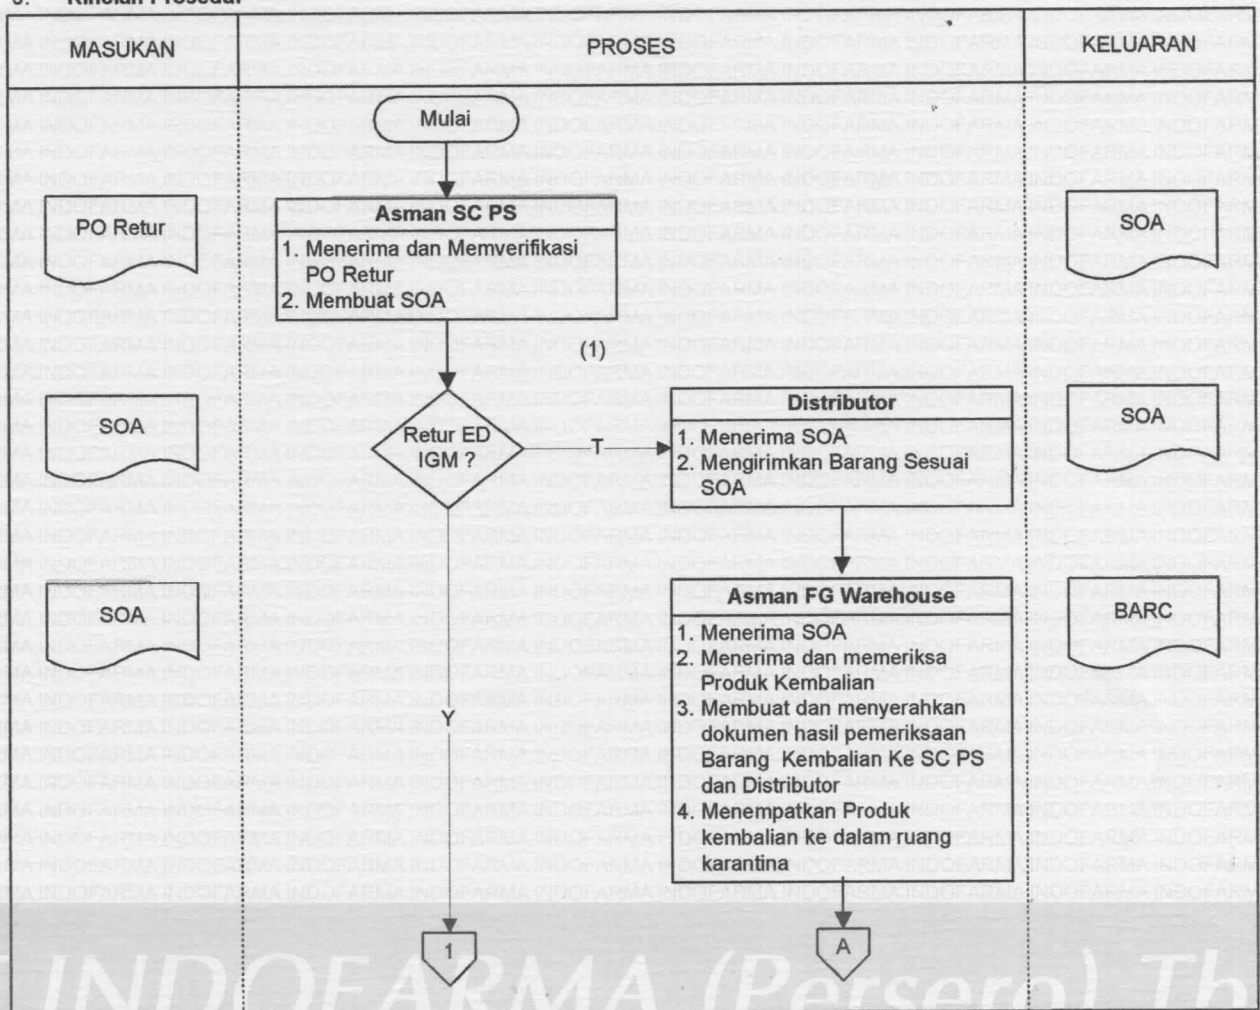 MASUKAN
PROSES
KELUARAN
Mulai
PO Retur
Asman SC PS
1. Menerima dan Memverifikasi
PO Retur
2. Membuat SOA
SOA
(1)
SOA
Retur ED
IGM ?
T
Distributor
1. Menerima SOA
2. Mengirimkan Barang Sesuai
SOA
SOA
SOA
Asman FG Warehouse
1. Menerima SOA
2. Menerima dan memeriksa
Produk Kembalian
3. Membuat dan menyerahkan
dokumen hasil pemeriksaan
Barang Kembalian Ke SC PS
dan Distributor
4. Menempatkan Produk
kembalian ke dalam ruang
karantina
BARC
Y
1
A
INDOFARMA (Persero) Tb